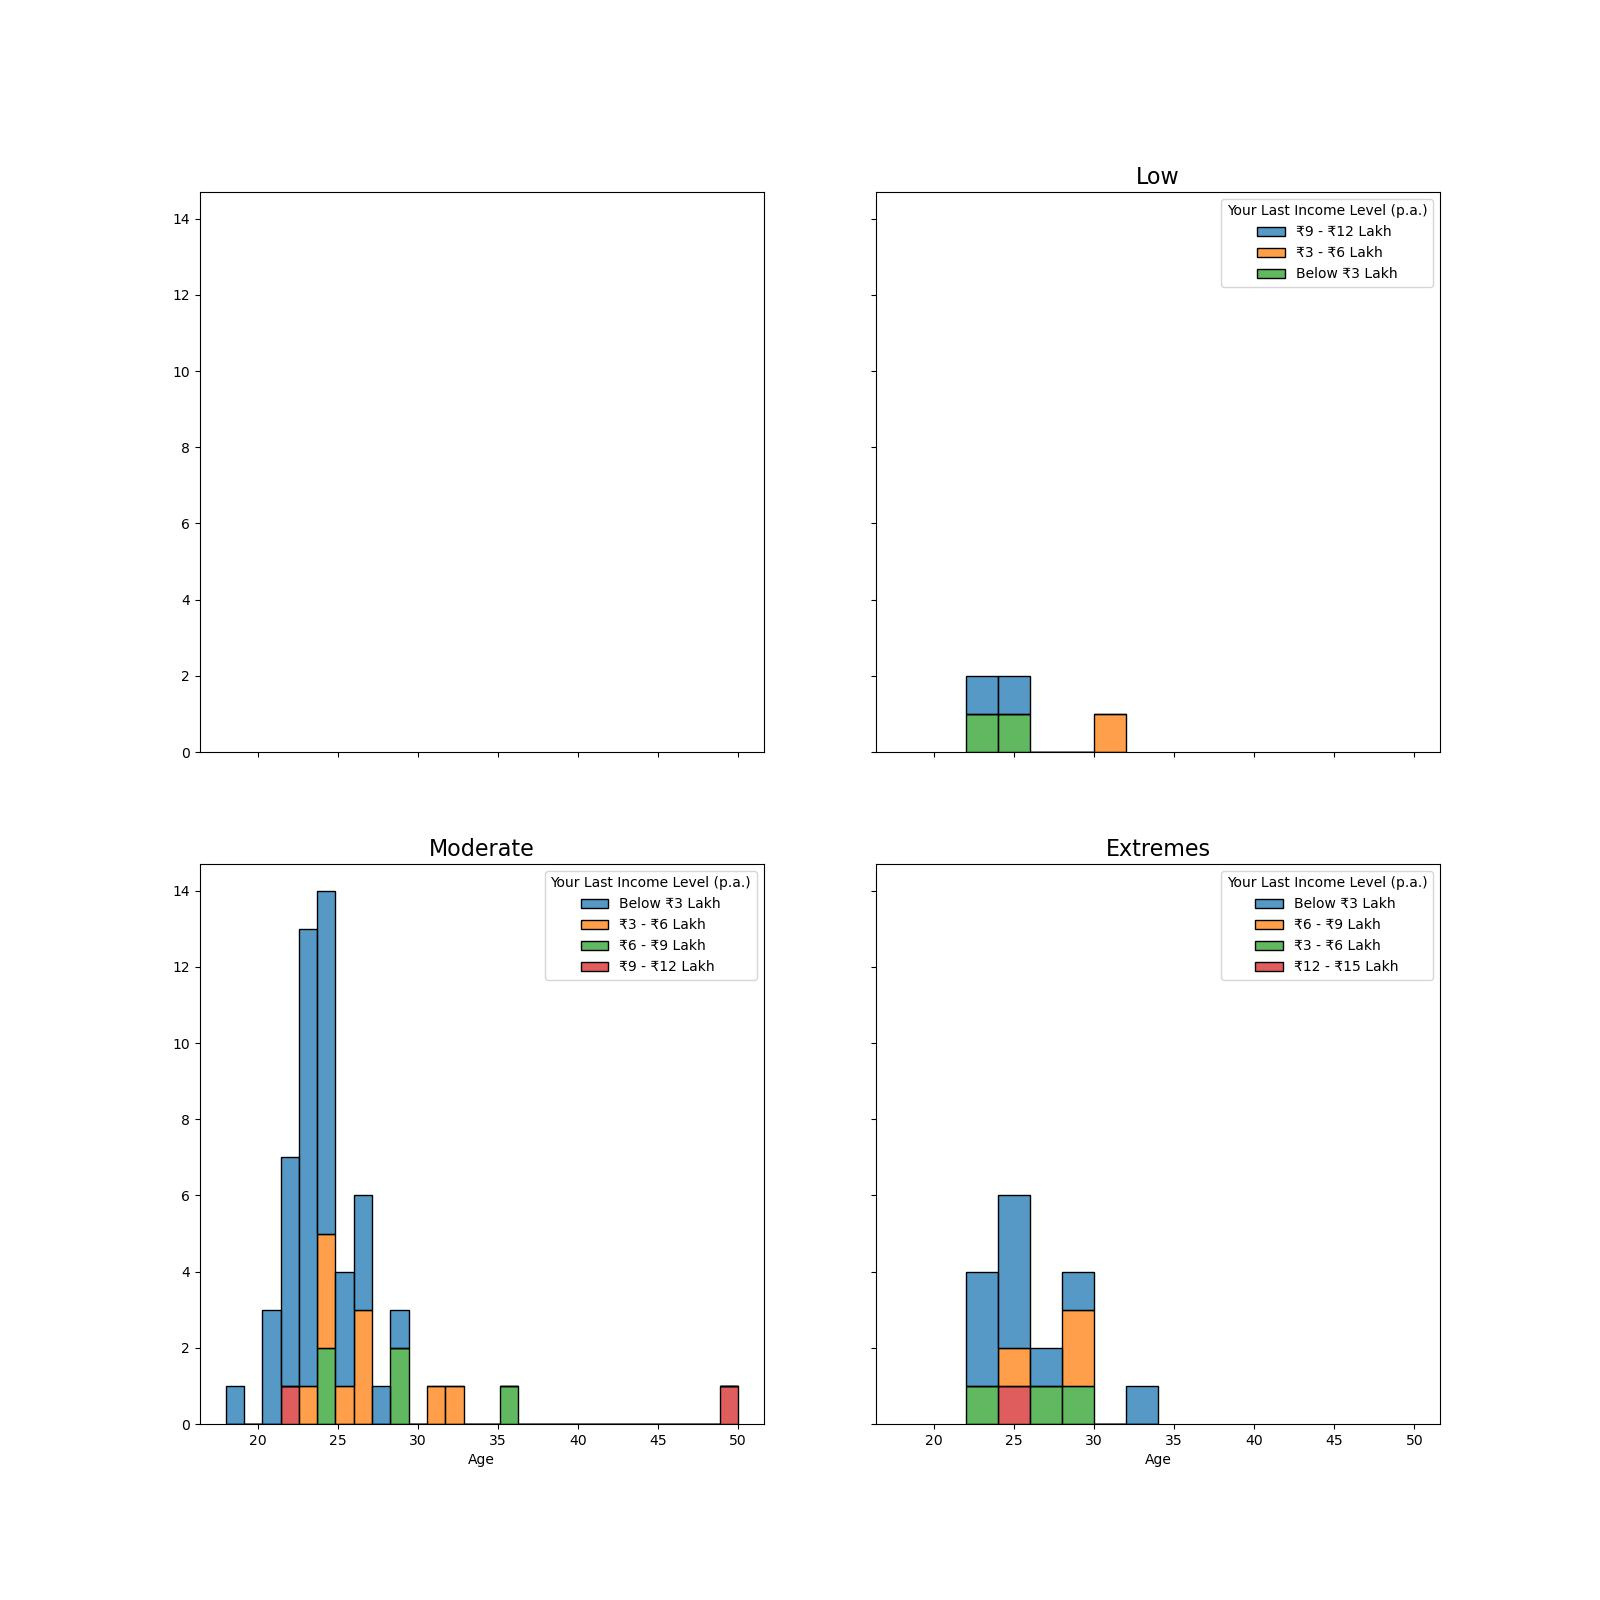 14
12
10
8
6
4
2
0
Low
Your Last Income Level (p.a.)
₹9 - ₹12 Lakh
₹3 - ₹6 Lakh
Below ₹3 Lakh
Moderate
14
12
10
8
6
4
2
0
Your Last Income Level (p.a.)
Below ₹3 Lakh
₹3 - ₹6 Lakh
₹6 - ₹9 Lakh
₹9 - ₹12 Lakh
20 25 30 35 40 45 50
Age
Extremes
Your Last Income Level (p.a.)
Below ₹3 Lakh
₹6 - ₹9 Lakh
₹3 - ₹6 Lakh
₹12 - ₹15 Lakh
20 25 30 35 40 45 50
Age